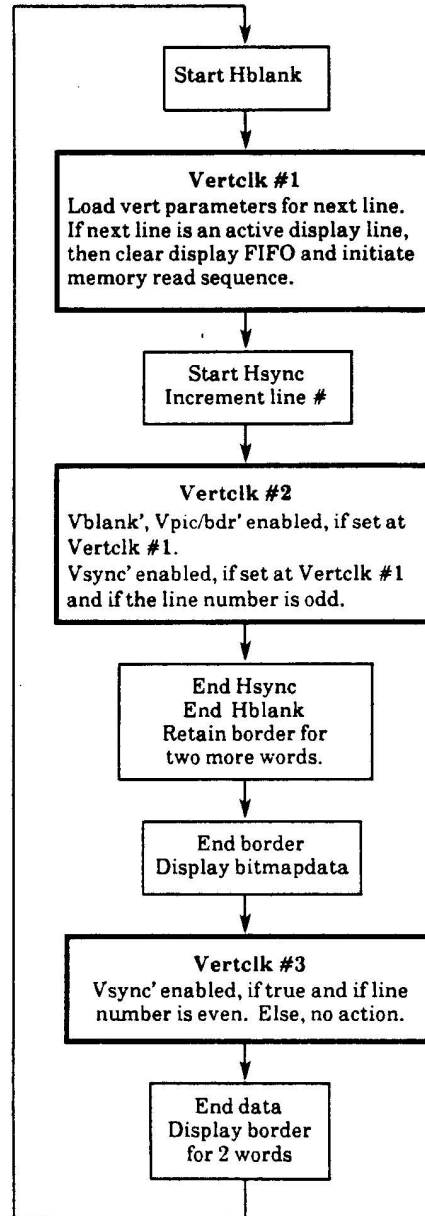 Start Hblank
Vertclk #1
Load vert parameters for next line.
If next line is an active display line,
then clear display FIFO and initiate
memory read sequence.
Start Hsync
Increment line #
Vertclk #2
Vblank', Vpic/bdr' enabled, if set at
Vertclk #1.
Vsync' enabled, if set at Vertclk #1
and if the line number is odd.
End Hsync
End Hblank
Retain border for
two more words.
End border
Display bitmapdata
Vertclk #3
Vsync' enabled, if true and if line
number is even. Else, no action.
End data
Display border
for 2 words